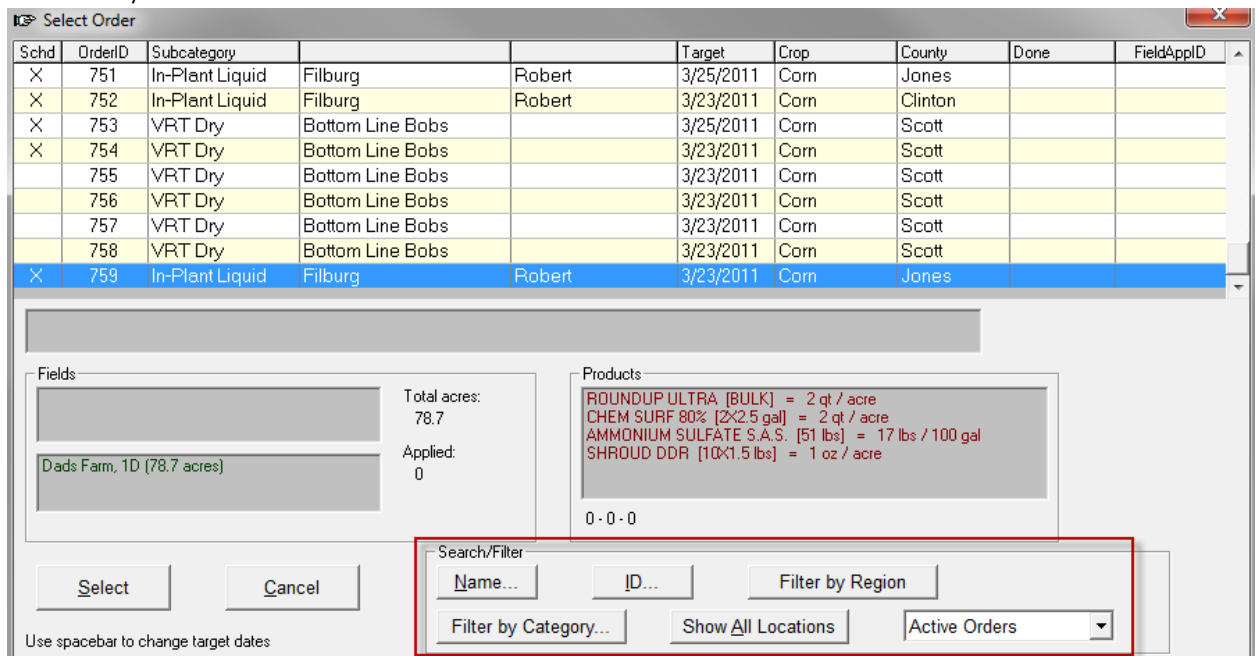 Select Order
Schd OrderID Subcategory Target Crop County Done FieldAppID
X 751 In-Plant Liquid Filburg Robert 3/25/2011 Corn Jones
X 752 In-Plant Liquid Filburg Robert 3/23/2011 Corn Clinton
X 753 VRT Dry Bottom Line Bobs 3/25/2011 Corn Scott
X 754 VRT Dry Bottom Line Bobs 3/23/2011 Corn Scott
755 VRT Dry Bottom Line Bobs 3/23/2011 Corn Scott
756 VRT Dry Bottom Line Bobs 3/23/2011 Corn Scott
757 VRT Dry Bottom Line Bobs 3/23/2011 Corn Scott
758 VRT Dry Bottom Line Bobs 3/23/2011 Corn Scott
X 759 In-Plant Liquid Filburg Robert 3/23/2011 Corn Jones
Fields
Total acres:
78.7
Applied:
0
Dads Farm, 1D (78.7 acres)
Products
ROUNDUP ULTRA [BULK] = 2 qt / acre
CHEM SURF 80% [2X2.5 gal] = 2 qt / acre
AMMONIUM SULFATE S.A.S. [51 lbs] = 17 lbs / 100 gal
SHROUD DDR [10X1.5 lbs] = 1 oz / acre
0 - 0 - 0
Select Cancel
Use spacebar to change target dates
Search/Filter
Name... ID... Filter by Region
Filter by Category... Show All Locations Active Orders